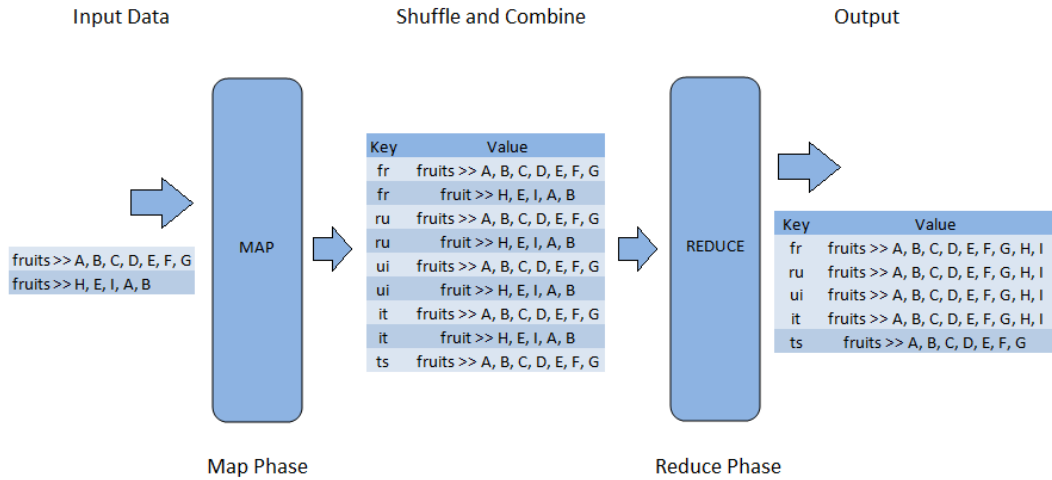 Input Data
Shuffle and Combine
Output
fruits >> A, B, C, D, E, F, G
fruits >> H, E, I, A, B
MAP
Key Value
fr fruits >> A, B, C, D, E, F, G
fr fruit >> H, E, I, A, B
ru fruits >> A, B, C, D, E, F, G
ru fruit >> H, E, I, A, B
ui fruits >> A, B, C, D, E, F, G
ui fruit >> H, E, I, A, B
it fruits >> A, B, C, D, E, F, G
it fruit >> H, E, I, A, B
ts fruits >> A, B, C, D, E, F, G
REDUCE
Key Value
fr fruits >> A, B, C, D, E, F, G, H, I
ru fruits >> A, B, C, D, E, F, G, H, I
ui fruits >> A, B, C, D, E, F, G, H, I
it fruits >> A, B, C, D, E, F, G, H, I
ts fruits >> A, B, C, D, E, F, G
Map Phase
Reduce Phase